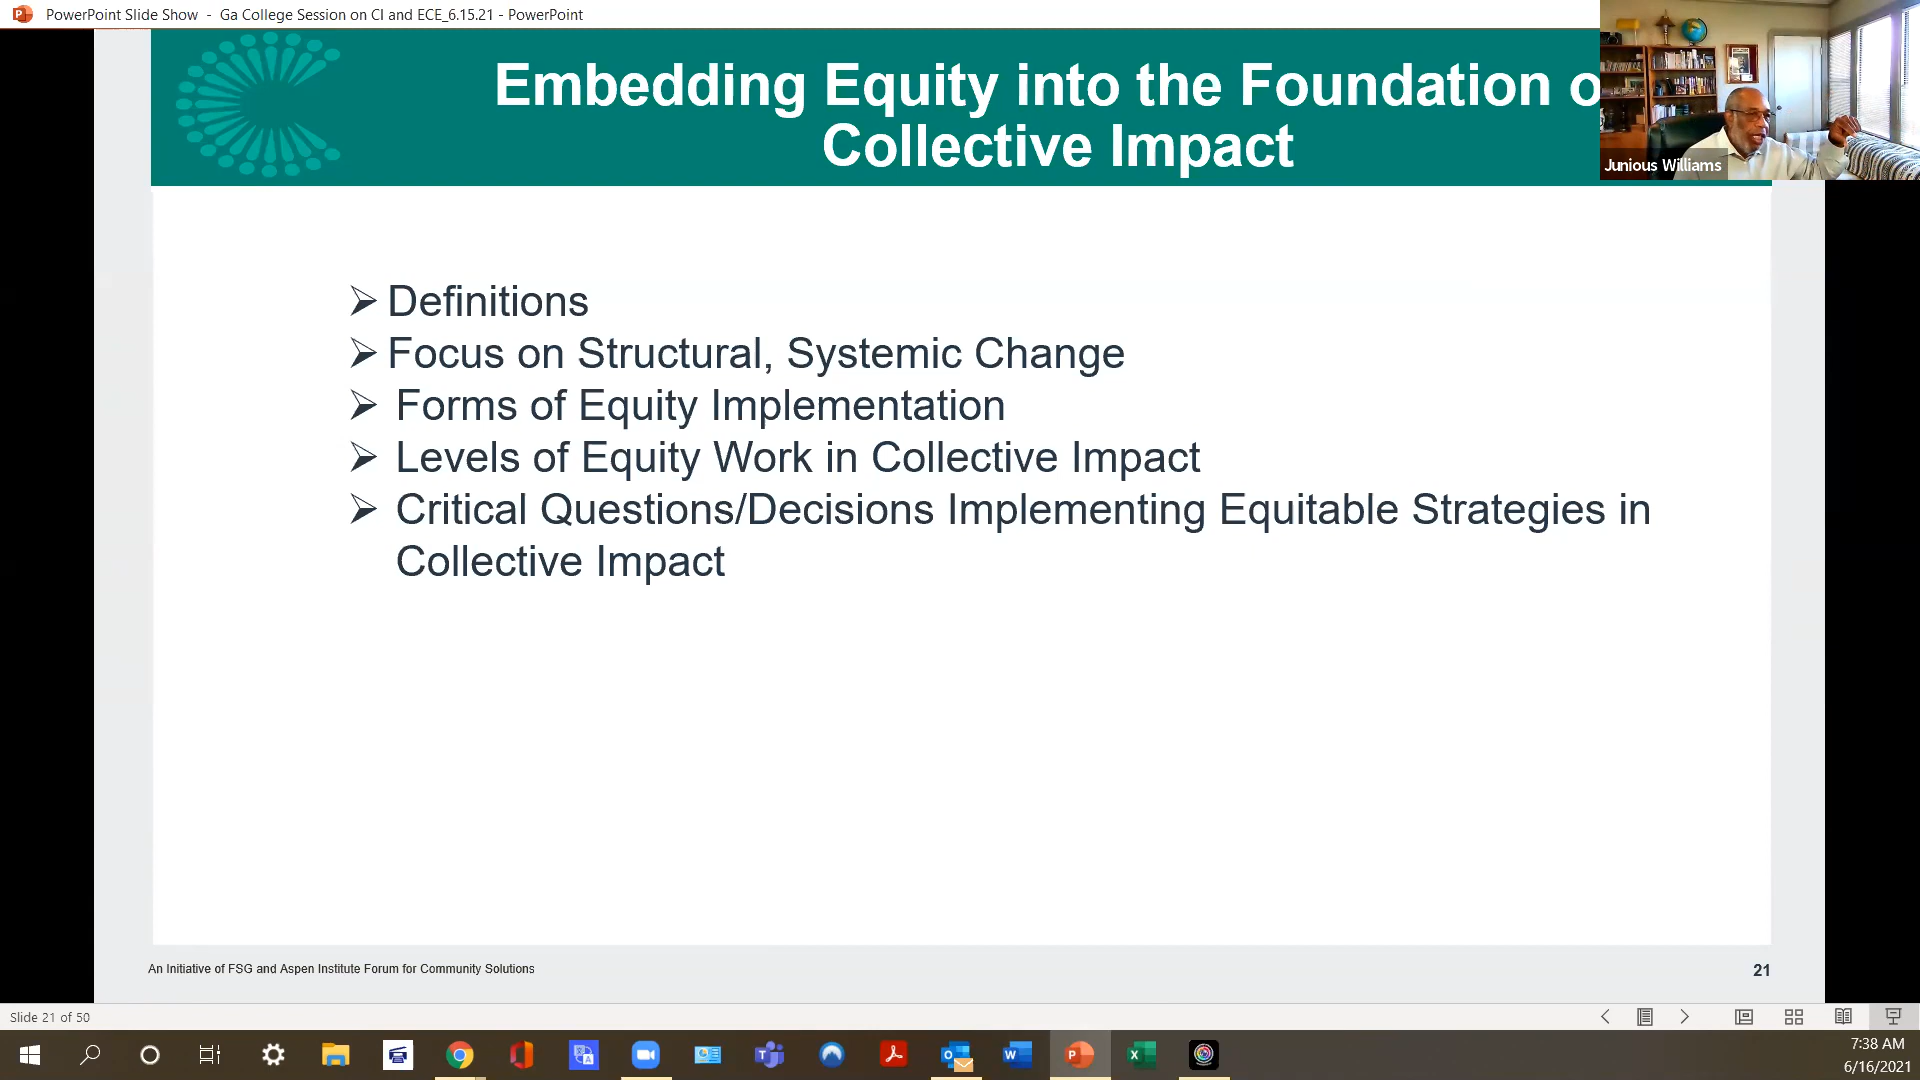 PowerPoint Slide Show - Ga College Session on CI and ECE_6.15.21 - PowerPoint
Embedding Equity into the Foundation o
Collective Impact
Junious Williams
Definitions
Focus on Structural, Systemic Change
Forms of Equity Implementation
Levels of Equity Work in Collective Impact
Critical Questions/Decisions Implementing Equitable Strategies in
Collective Impact
An Initiative of FSG and Aspen Institute Forum for Community Solutions
21
Slide 21 of 50
7:38 AM
6/16/2021